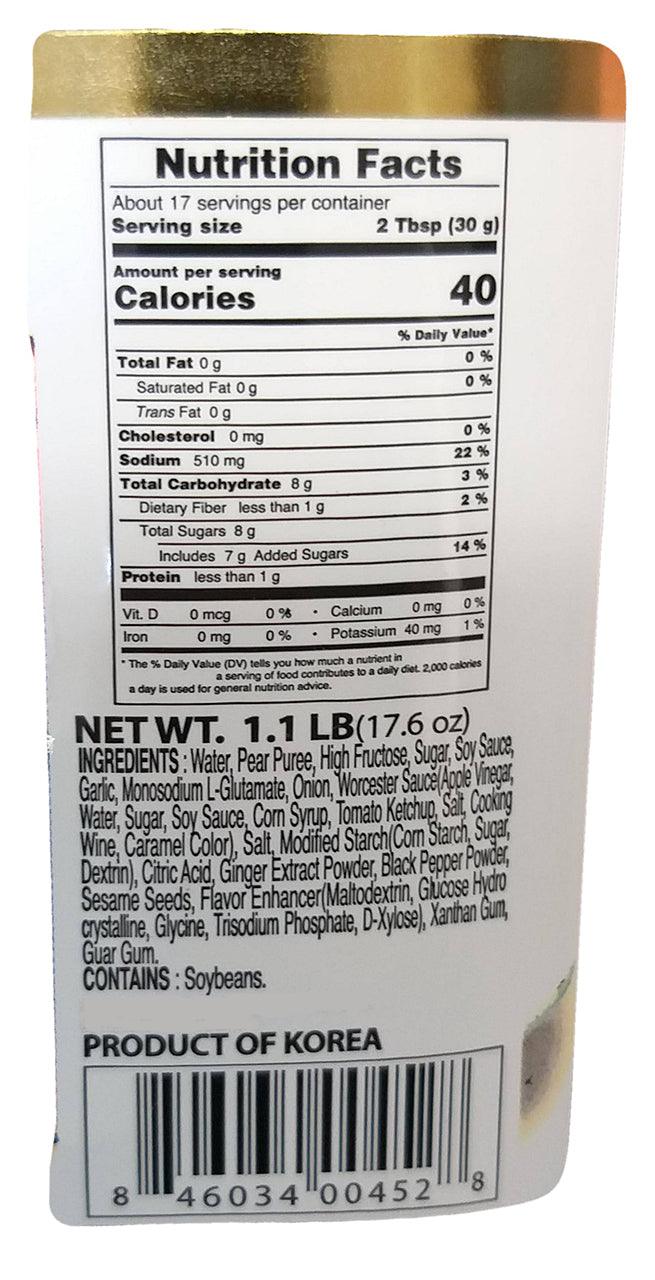 Nutrition Facts
About 17 servings per container
Serving size 2 Tbsp (30 g)
Amount per serving
Calories 40
% Daily Value*
Total Fat 0 g 0 %
Saturated Fat 0 g 0 %
Trans Fat 0 g
Cholesterol 0 mg 0 %
Sodium 510 mg 22 %
Total Carbohydrate 8 g 3 %
Dietary Fiber less than 1 g 2 %
Total Sugars 8 g
Includes 7 g Added Sugars 14 %
Protein less than 1 g
Vit. D 0 mcg 0 % • Calcium 0 mg 0 %
Iron 0 mg 0 % • Potassium 40 mg 1 %
* The % Daily Value (DV) tells you how much a nutrient in
a serving of food contributes to a daily diet. 2,000 calories
a day is used for general nutrition advice.
NET WT. 1.1 LB(17.6 oz)
INGREDIENTS : Water, Pear Puree, High Fructose, Sugar, Soy Sauce,
Garlic, Monosodium L-Glutamate, Onion, Worcester Sauce(Apple Vinegar,
Water, Sugar, Soy Sauce, Corn Syrup, Tomato Ketchup, Salt, Cooking
Wine, Caramel Color), Salt, Modified Starch(Corn Starch, Sugar,
Dextrin), Citric Acid, Ginger Extract Powder, Black Pepper Powder,
Sesame Seeds, Flavor Enhancer(Maltodextrin, Glucose Hydro
crystalline, Glycine, Trisodium Phosphate, D-Xylose), Xanthan Gum,
Guar Gum.
CONTAINS : Soybeans.
PRODUCT OF KOREA
8 46034 00452 8